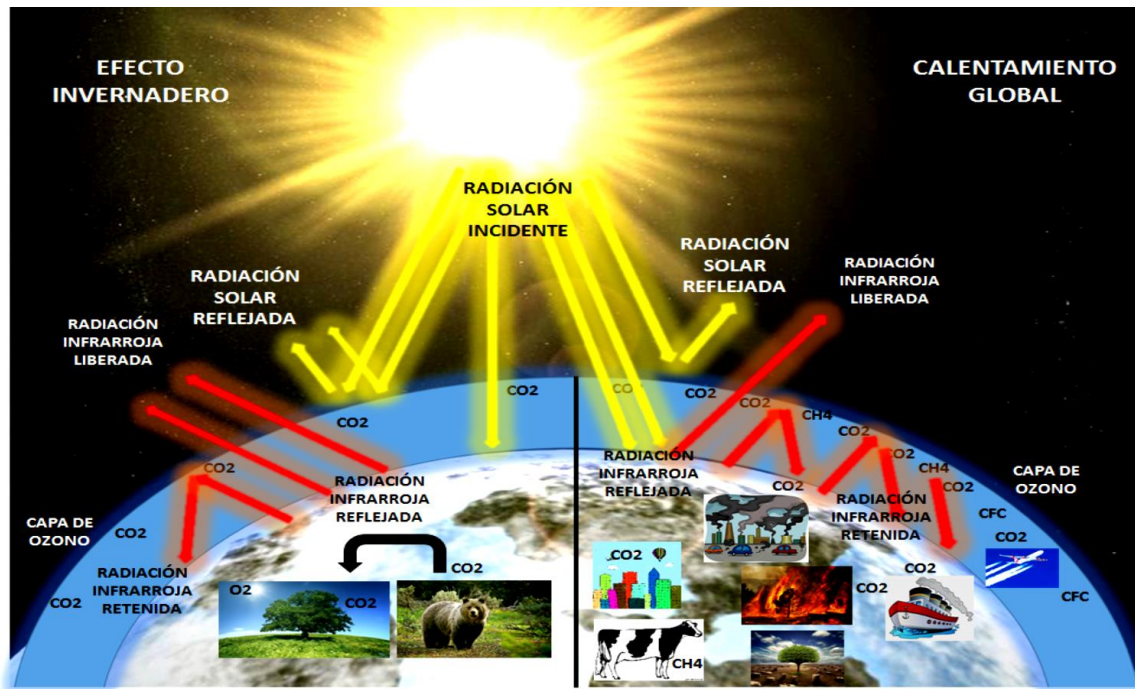 EFECTO
INVERNADERO
CALENTAMIENTO
GLOBAL
RADIACIÓN
SOLAR
INCIDENTE
RADIACIÓN
SOLAR
REFLEJADA
RADIACIÓN
INFRARROJA
LIBERADA
RADIACIÓN
SOLAR
REFLEJADA
RADIACIÓN
INFRARROJA
LIBERADA
CO2
CO2
CO2
CO2
CO2
CO2
CO2
CO2
CO2
CH4
CO2
CO2
CH4
CO2
CO2
RADIACIÓN
INFRARROJA
REFLEJADA
RADIACIÓN
INFRARROJA
REFLEJADA
CAPA DE
OZONO
RADIACIÓN
INFRARROJA
RETENIDA
RADIACIÓN
INFRARROJA
RETENIDA
CAPA DE
OZONO
CFC
CO2
CFC
O2
CO2
CO2
CO2
CO2
CO2
CH4